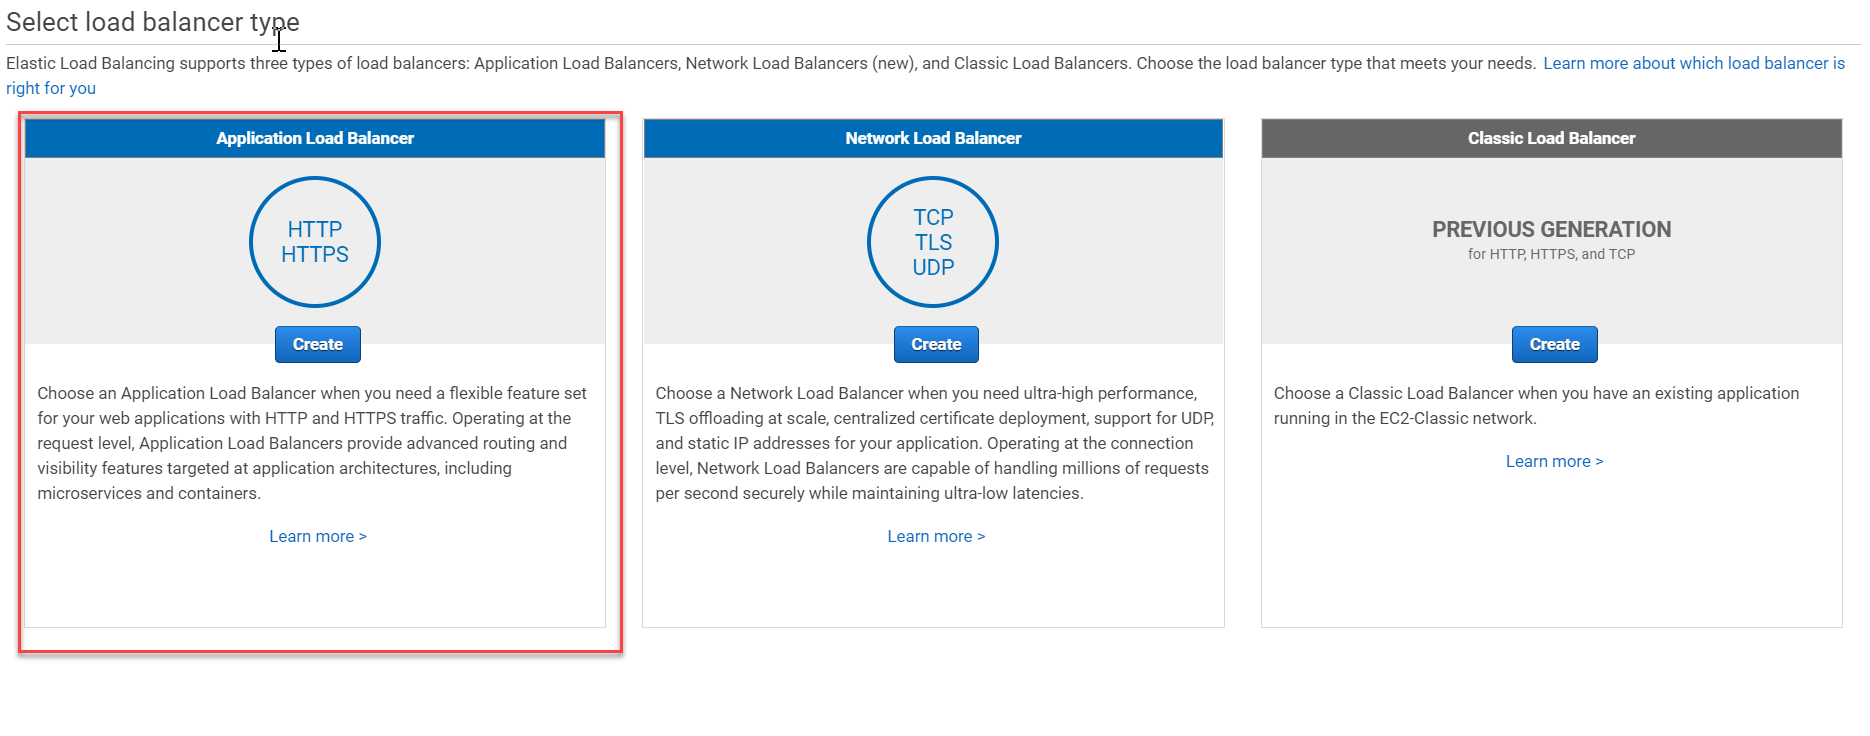 Select load balancer type
Elastic Load Balancing supports three types of load balancers: Application Load Balancers, Network Load Balancers (new), and Classic Load Balancers. Choose the load balancer type that meets your needs. Learn more about which load balancer is
right for you
Application Load Balancer
HTTP
HTTPS
Create
Choose an Application Load Balancer when you need a flexible feature set
for your web applications with HTTP and HTTPS traffic. Operating at the
request level, Application Load Balancers provide advanced routing and
visibility features targeted at application architectures, including
microservices and containers.
Learn more >
Network Load Balancer
TCP
TLS
UDP
Create
Choose a Network Load Balancer when you need ultra-high performance,
TLS offloading at scale, centralized certificate deployment, support for UDP,
and static IP addresses for your application. Operating at the connection
level, Network Load Balancers are capable of handling millions of requests
per second securely while maintaining ultra-low latencies.
Learn more >
Classic Load Balancer
PREVIOUS GENERATION
for HTTP, HTTPS, and TCP
Create
Choose a Classic Load Balancer when you have an existing application
running in the EC2-Classic network.
Learn more >